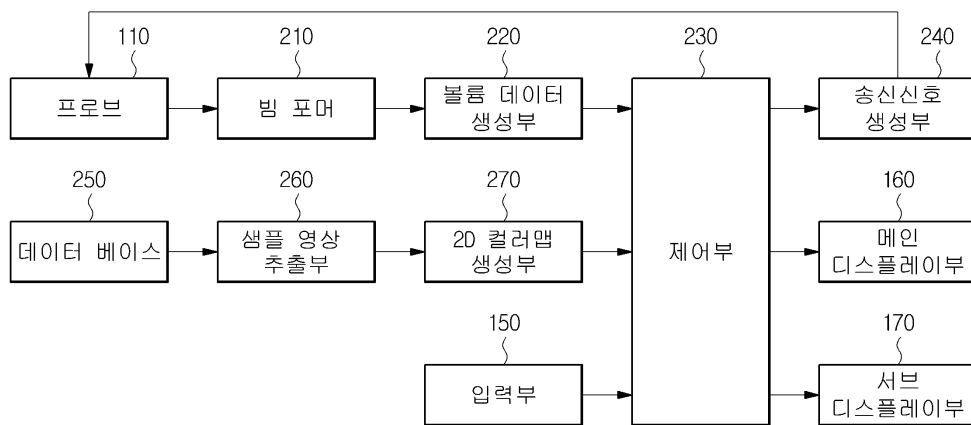 110
210
220
230
240
프로브
빔 포머
볼륨 데이터
생성부
송신신호
생성부
250
260
270
160
데이터 베이스
샘플 영상
추출부
2D 컬러맵
생성부
제어부
메인
디스플레이부
150
170
입력부
서브
디스플레이부